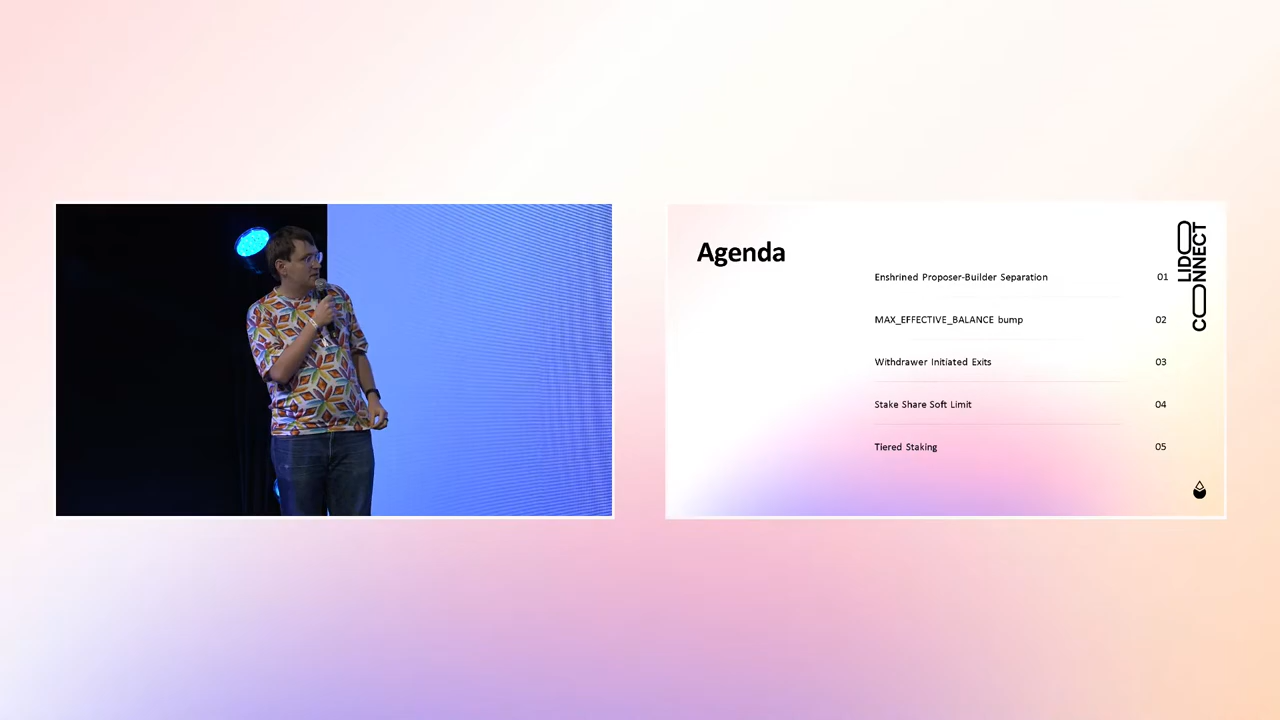 Agenda
Enshrined Proposer-Builder Separation 01
MAX_EFFECTIVE_BALANCE bump 02
Withdrawer Initiated Exits 03
Stake Share Soft Limit 04
Tiered Staking 05
LIDO
CONNECT